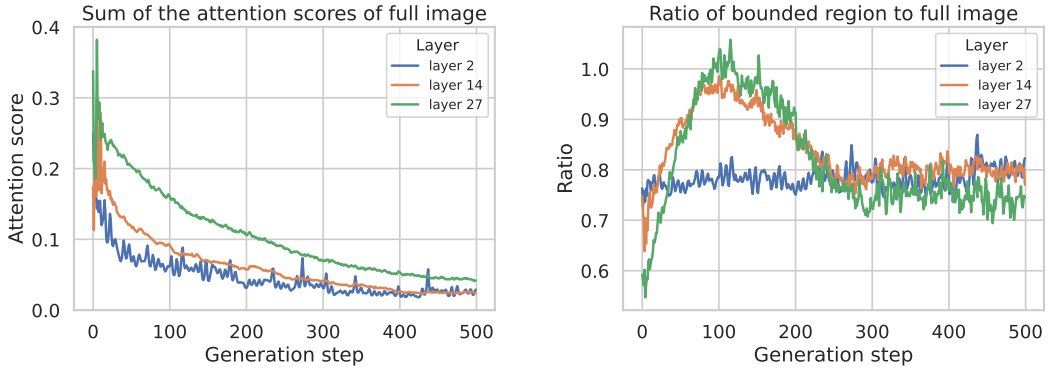 Sum of the attention scores of full image
Attention score
0.4
0.3
0.2
0.1
0.0
0 100 200 300 400 500
Generation step
Layer
layer 2
layer 14
layer 27
Ratio of bounded region to full image
Ratio
1.0
0.9
0.8
0.7
0.6
0 100 200 300 400 500
Generation step
Layer
layer 2
layer 14
layer 27